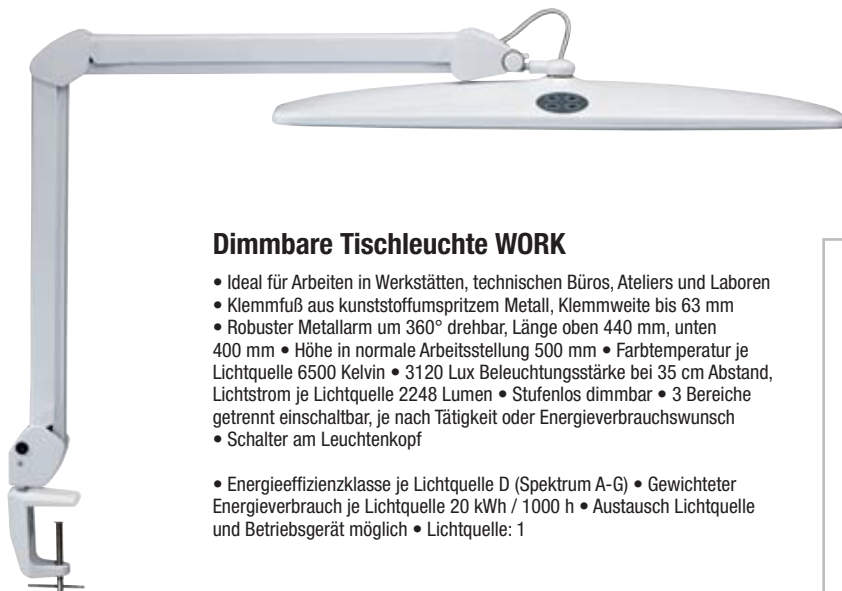 Dimmbare Tischleuchte WORK
• Ideal für Arbeiten in Werkstätten, technischen Büros, Ateliers und Laboren
• Klemmfuß aus kunststoffumspritzem Metall, Klemmweite bis 63 mm
• Robuster Metallarm um 360° drehbar, Länge oben 440 mm, unten
400 mm • Höhe in normale Arbeitsstellung 500 mm • Farbtemperatur je
Lichtquelle 6500 Kelvin • 3120 Lux Beleuchtungsstärke bei 35 cm Abstand,
Lichtstrom je Lichtquelle 2248 Lumen • Stufenlos dimmbar • 3 Bereiche
getrennt einschaltbar, je nach Tätigkeit oder Energieverbrauchswunsch
• Schalter am Leuchtenkopf
• Energieeffizienzklasse je Lichtquelle D (Spektrum A-G) • Gewichteter
Energieverbrauch je Lichtquelle 20 kWh / 1000 h • Austausch Lichtquelle
und Betriebsgerät möglich • Lichtquelle: 1